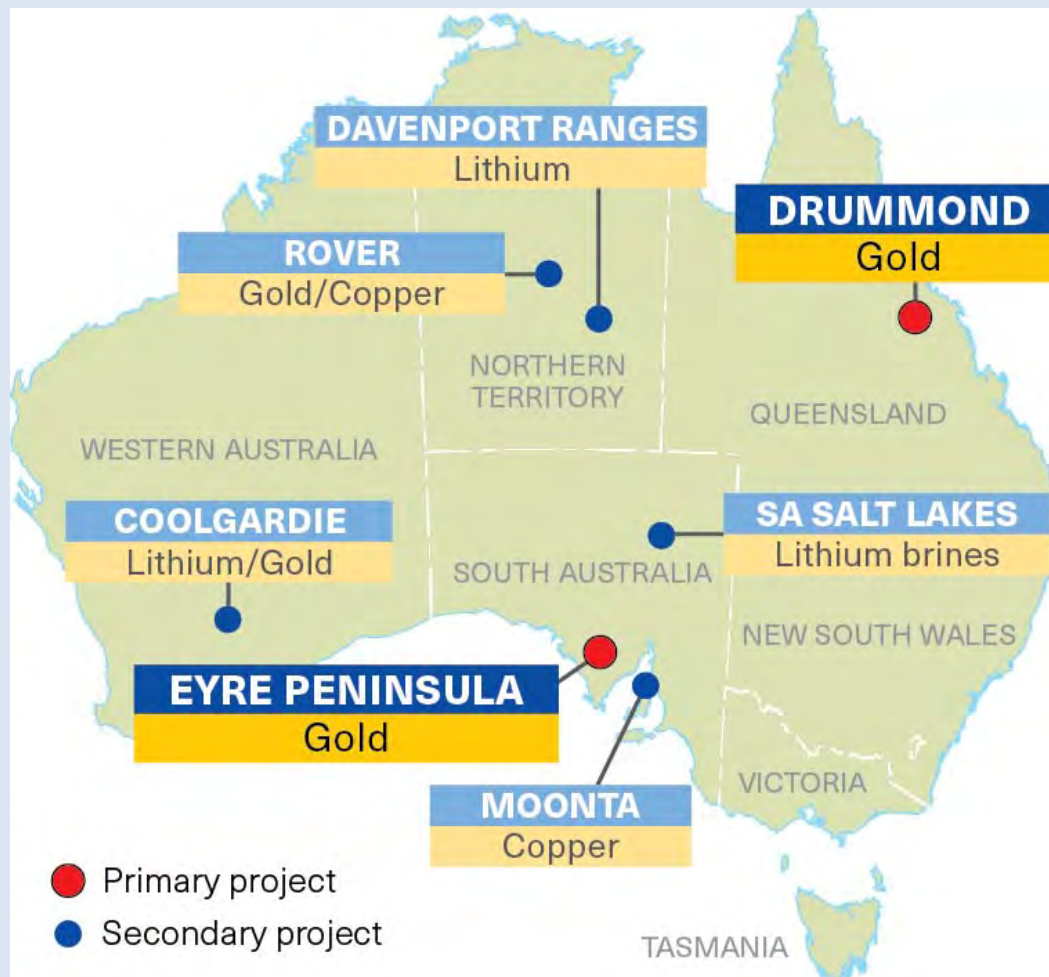 DAVENPORT RANGES
Lithium
DRUMMOND
Gold
ROVER
Gold/Copper
NORTHERN
TERRITORY
QUEENSLAND
WESTERN AUSTRALIA
COOLGARDIE
Lithium/Gold
SA SALT LAKES
Lithium brines
SOUTH AUSTRALIA
NEW SOUTH WALES
EYRE PENINSULA
Gold
MOONTA
Copper
VICTORIA
Primary project
Secondary project
TASMANIA